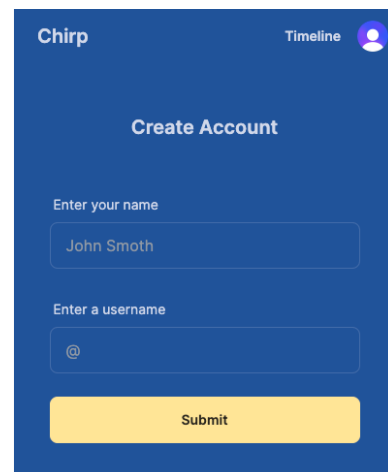 Chirp Timeline
Create Account
Enter your name
John Smoth
Enter a username
@
Submit